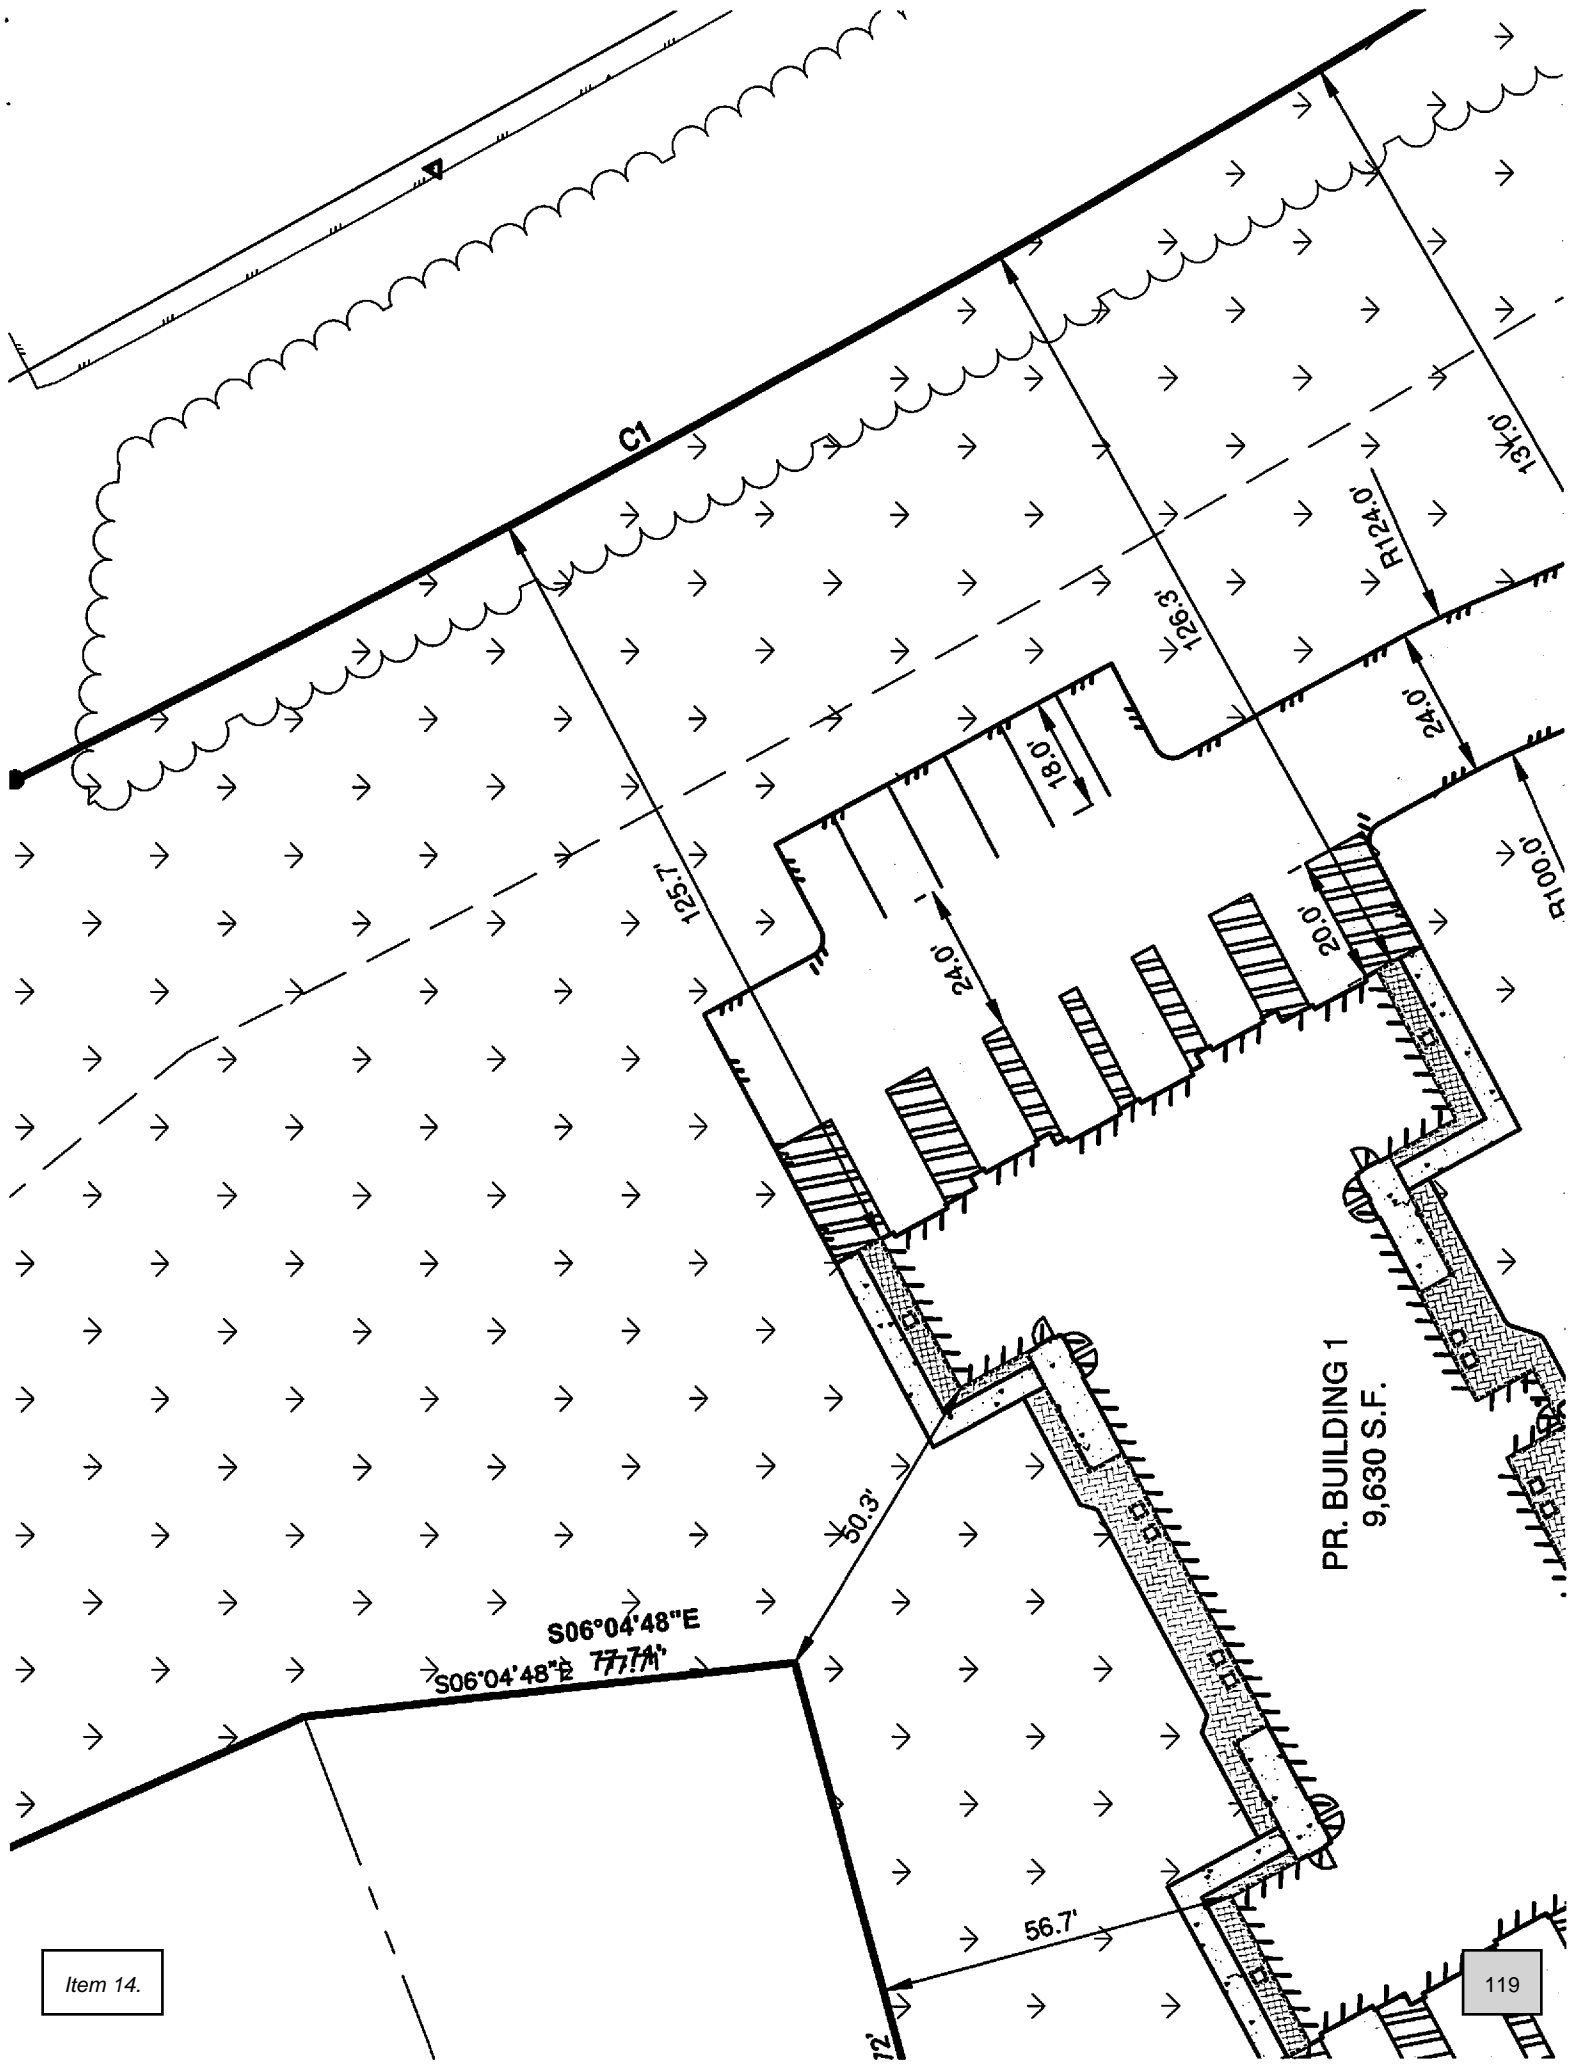 C1
131.0'
R124.0'
126.3'
24.0'
18.0'
125.7'
R100.0'
20.0'
24.0'
PR. BUILDING 1
9,630 S.F.
50.3'
S06°04'48"E
S06°04'48"E
56.7'
12'
Item 14.
119